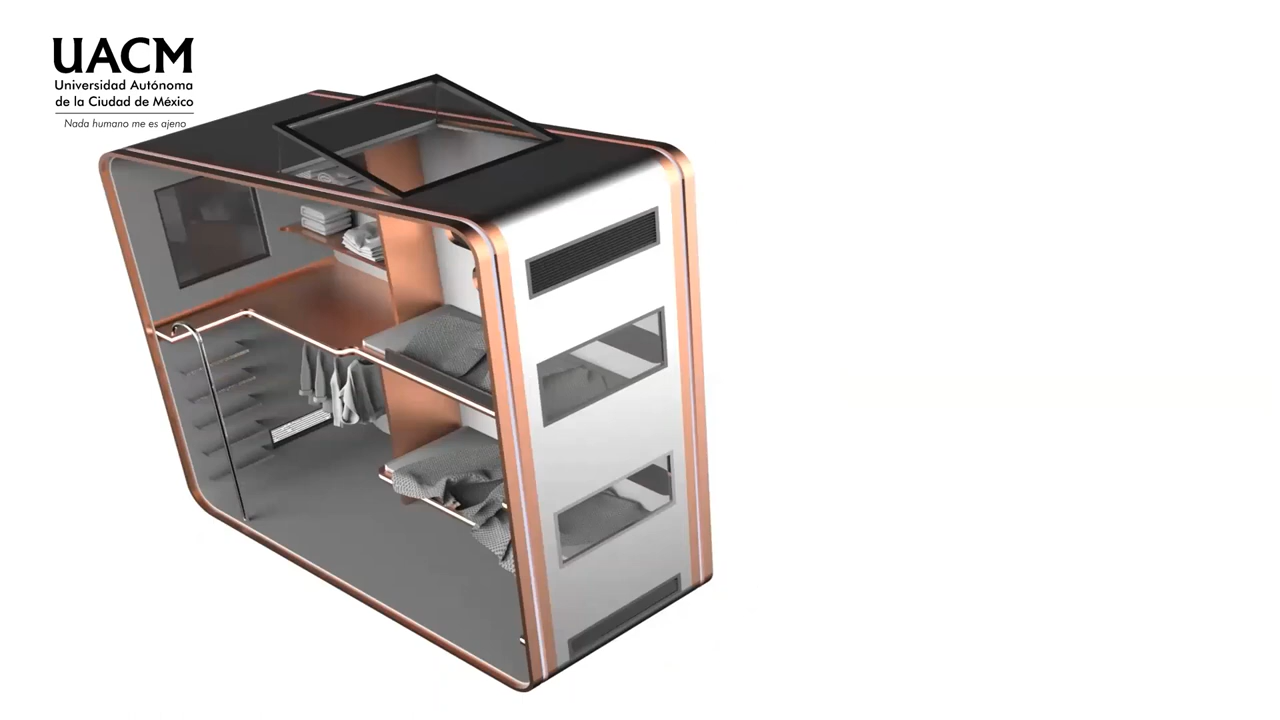 UACM
Universidad Autónoma
de la Ciudad de México
Nada humano me es ajeno